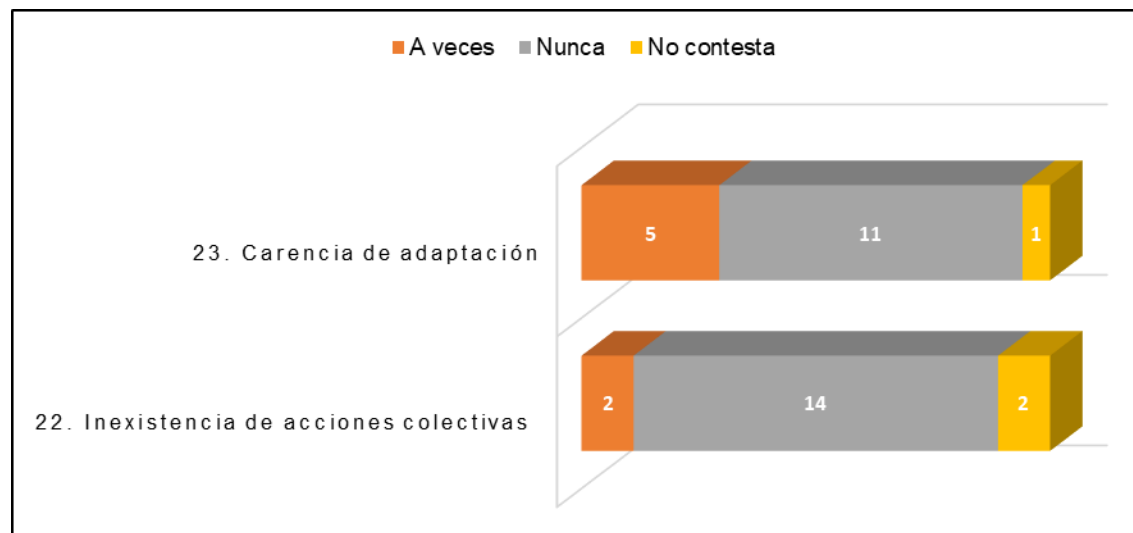 A veces Nunca No contesta
23. Carencia de adaptación
5 11 1
22. Inexistencia de acciones colectivas
2 14 2